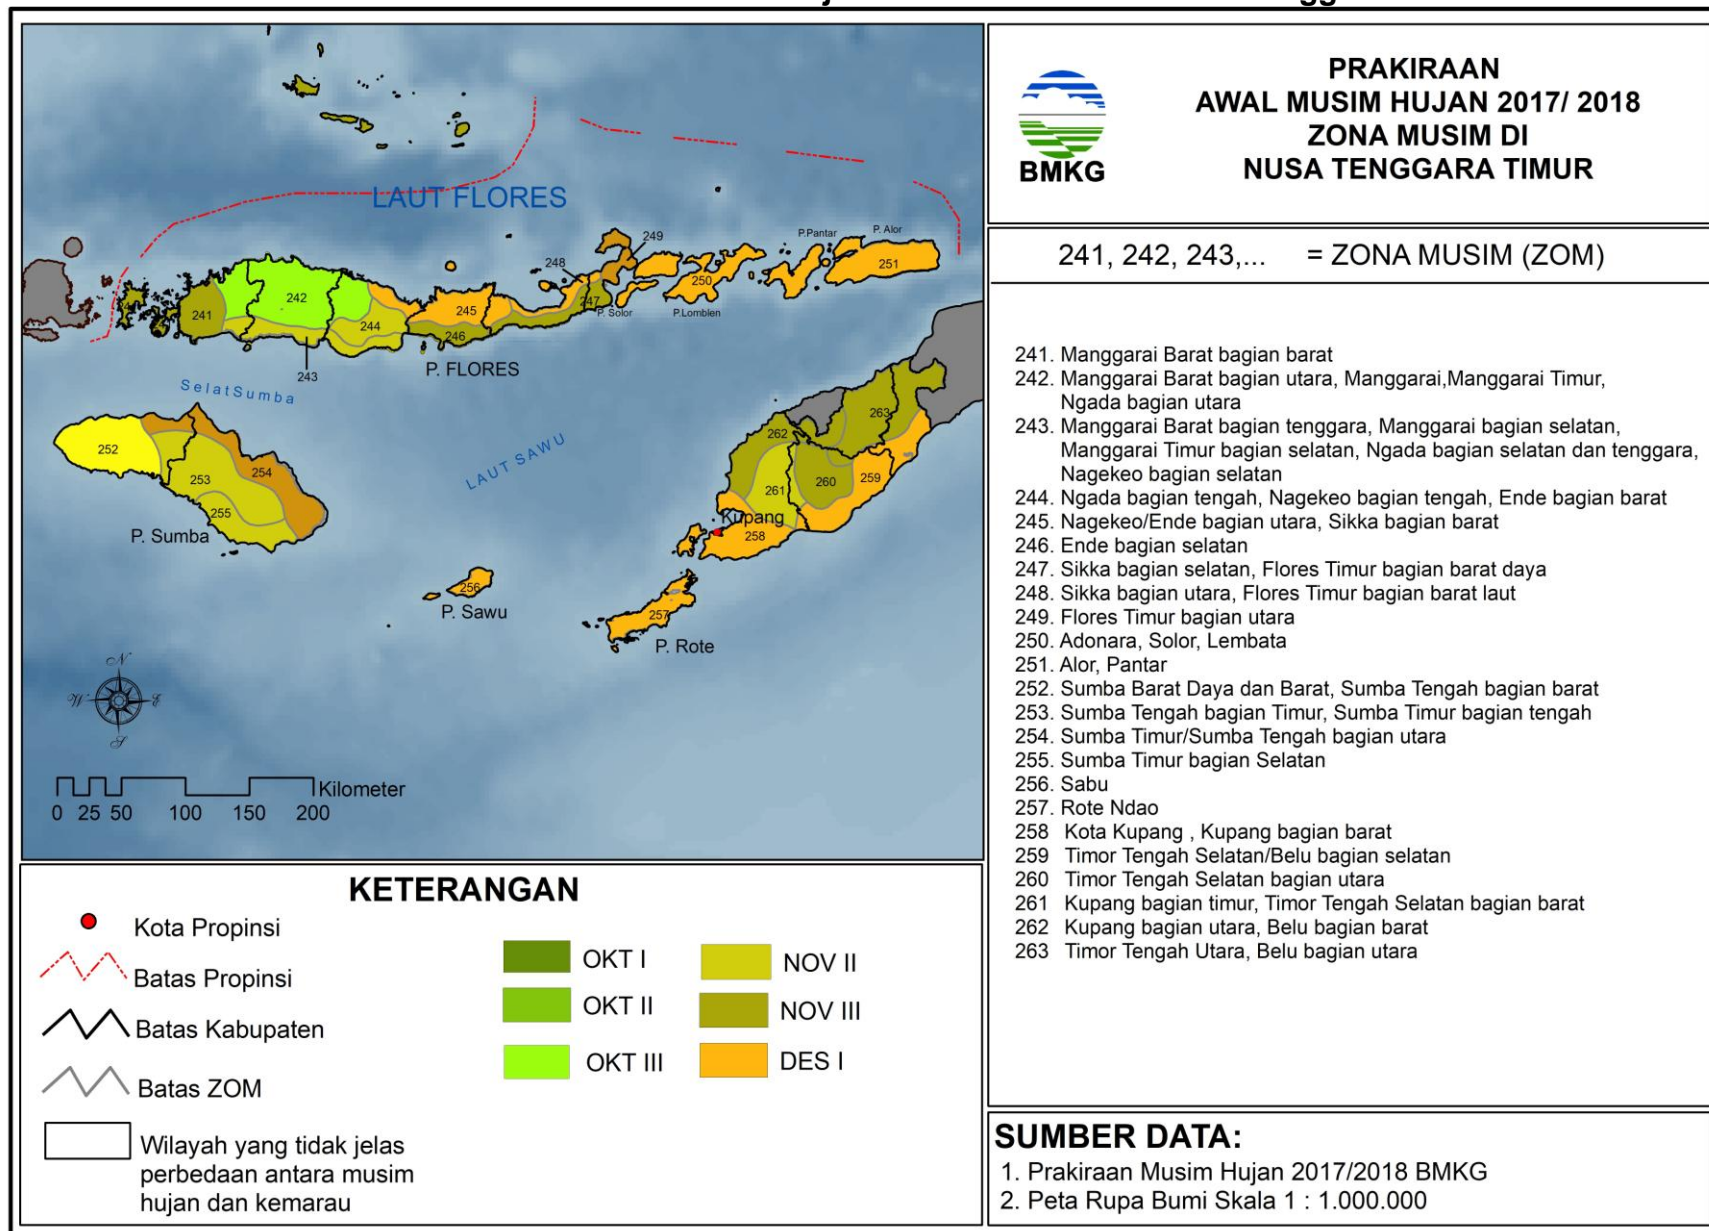 PRAKIRAAN
AWAL MUSIM HUJAN 2017/ 2018
ZONA MUSIM DI
NUSA TENGGARA TIMUR
BMKG
241, 242, 243,... = ZONA MUSIM (ZOM)
241. Manggarai Barat bagian barat
242. Manggarai Barat bagian utara, Manggarai,Manggarai Timur,
Ngada bagian utara
243. Manggarai Barat bagian tenggara, Manggarai bagian selatan,
Manggarai Timur bagian selatan, Ngada bagian selatan dan tenggara,
Nagekeo bagian selatan
244. Ngada bagian tengah, Nagekeo bagian tengah, Ende bagian barat
245. Nagekeo/Ende bagian utara, Sikka bagian barat
246. Ende bagian selatan
247. Sikka bagian selatan, Flores Timur bagian barat daya
248. Sikka bagian utara, Flores Timur bagian barat laut
249. Flores Timur bagian utara
250. Adonara, Solor, Lembata
251. Alor, Pantar
252. Sumba Barat Daya dan Barat, Sumba Tengah bagian barat
253. Sumba Tengah bagian Timur, Sumba Timur bagian tengah
254. Sumba Timur/Sumba Tengah bagian utara
255. Sumba Timur bagian Selatan
256. Sabu
257. Rote Ndao
258 Kota Kupang , Kupang bagian barat
259 Timor Tengah Selatan/Belu bagian selatan
260 Timor Tengah Selatan bagian utara
261 Kupang bagian timur, Timor Tengah Selatan bagian barat
262 Kupang bagian utara, Belu bagian barat
263 Timor Tengah Utara, Belu bagian utara
SUMBER DATA:
1. Prakiraan Musim Hujan 2017/2018 BMKG
2. Peta Rupa Bumi Skala 1 : 1.000.000
LAUT FLORES
P.Pantar
P. Alor
249
248
251
250
242
241
247
245
244
246
P. Solor
P.Lomblen
243
P. FLORES
Selat Sumba
LAUT SAWU
252
253
254
255
P. Sumba
263
262
259
260
261
Kupang
258
256
P. Sawu
257
P. Rote
N
W
E
S
Kilometer
0 25 50 100 150 200
KETERANGAN
Kota Propinsi
Batas Propinsi
Batas Kabupaten
Batas ZOM
Wilayah yang tidak jelas
perbedaan antara musim
hujan dan kemarau
OKT I
OKT II
OKT III
NOV II
NOV III
DES I